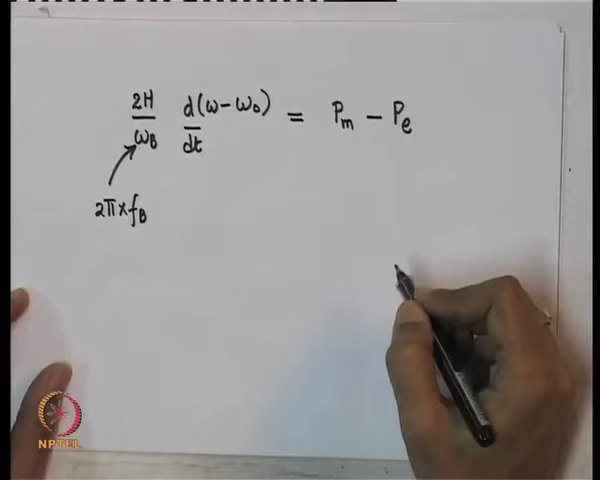 2H/ωB d(ω-ω₀)/dt = Pm - Pe
2π×fB
NPTEL